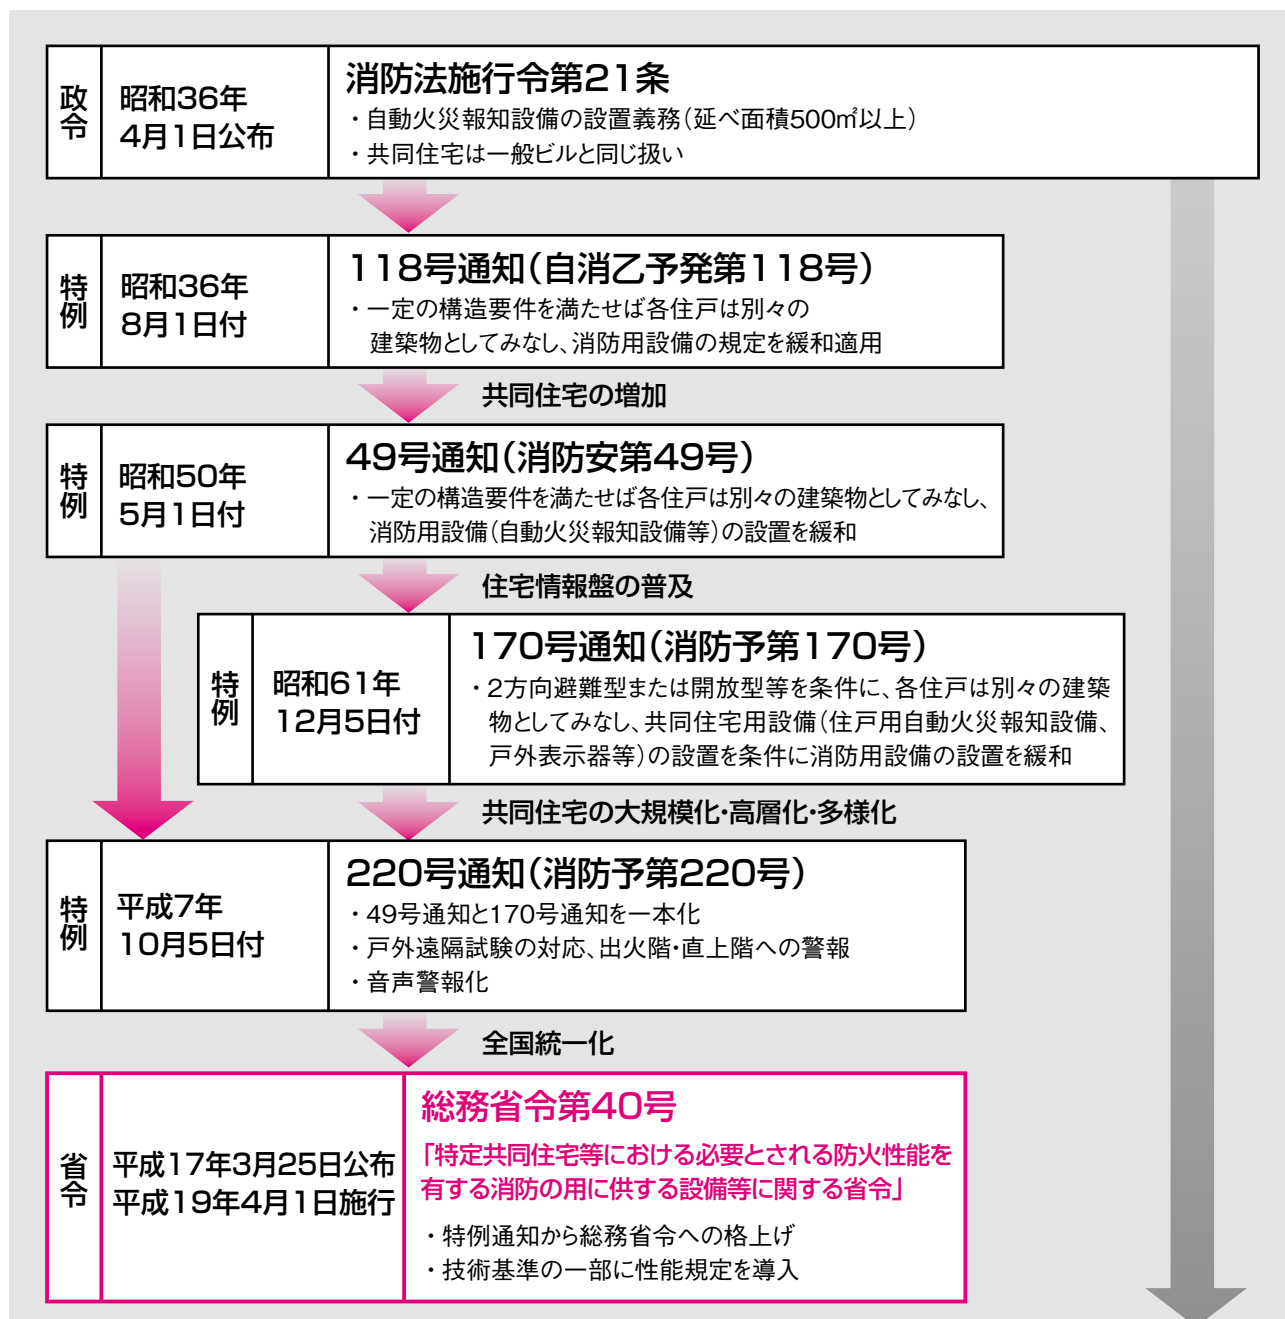 政令
昭和36年
4月1日公布
消防法施行令第21条
・自動火災報知設備の設置義務（延べ面積500㎡以上）
・共同住宅は一般ビルと同じ扱い
特例
昭和36年
8月1日付
118号通知（自消乙予発第118号）
・一定の構造要件を満たせば各住戸は別々の
建築物としてみなし、消防用設備の規定を緩和適用
共同住宅の増加
特例
昭和50年
5月1日付
49号通知（消防安第49号）
・一定の構造要件を満たせば各住戸は別々の建築物としてみなし、
消防用設備（自動火災報知設備等）の設置を緩和
住宅情報盤の普及
特例
昭和61年
12月5日付
170号通知（消防予第170号）
・2方向避難型または開放型等を条件に、各住戸は別々の建築
物としてみなし、共同住宅用設備（住戸用自動火災報知設備、
戸外表示器等）の設置を条件に消防用設備の設置を緩和
共同住宅の大規模化・高層化・多様化
特例
平成7年
10月5日付
220号通知（消防予第220号）
・49号通知と170号通知を一本化
・戸外遠隔試験の対応、出火階・直上階への警報
・音声警報化
全国統一化
省令
平成17年3月25日公布
平成19年4月1日施行
総務省令第40号
「特定共同住宅等における必要とされる防火性能を
有する消防の用に供する設備等に関する省令」
・特例通知から総務省令への格上げ
・技術基準の一部に性能規定を導入